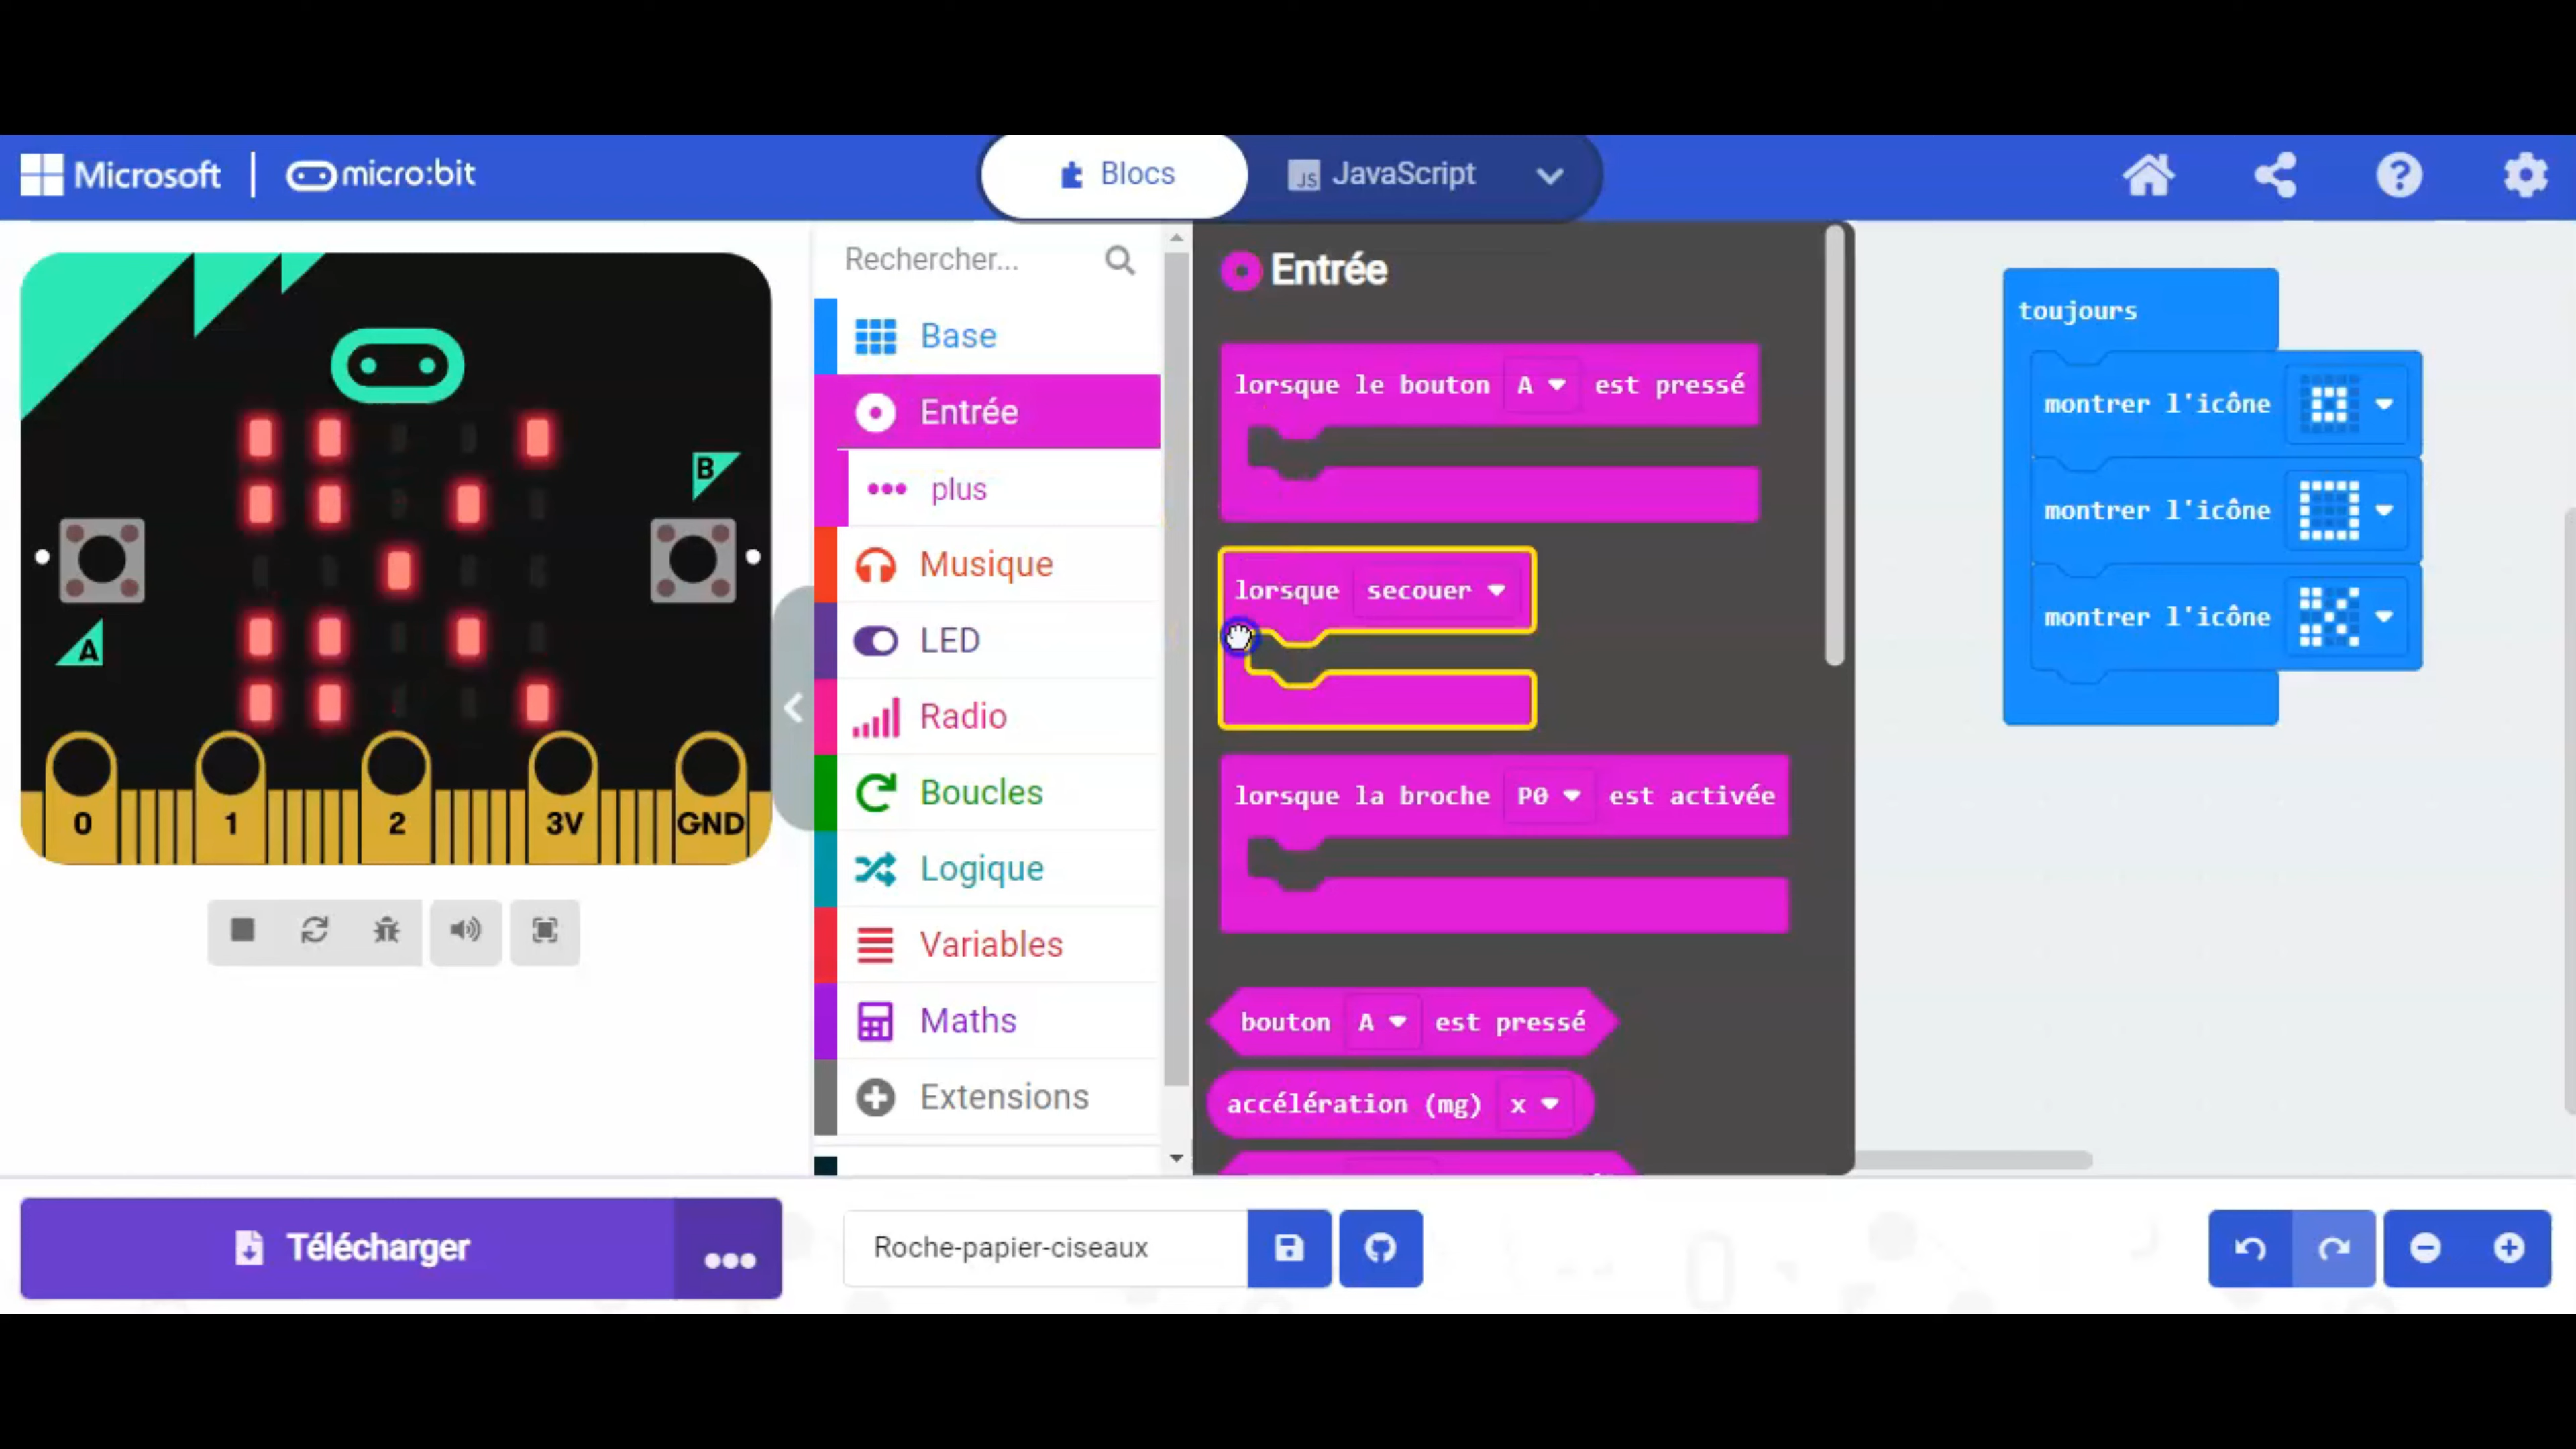 Microsoft
micro:bit
Blocs
JS
JavaScript
B
A
0
1
2
3V
GND
Rechercher...
Base
Entrée
plus
Musique
LED
Radio
Boucles
Logique
Variables
Maths
Extensions
Entrée
lorsque le bouton A est pressé
lorsque secouer
lorsque la broche P0 est activée
bouton A est pressé
accélération (mg) x
toujours
montrer l'icône
montrer l'icône
montrer l'icône
Télécharger
Roche-papier-ciseaux